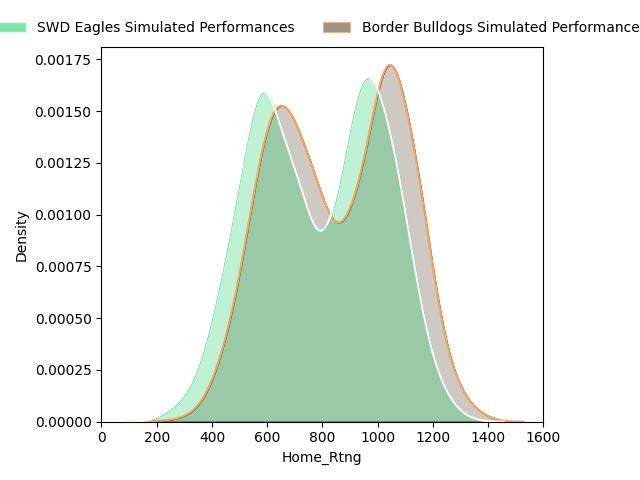 SWD Eagles Simulated Performances
Border Bulldogs Simulated Performance
0.00175
0.00150
0.00125
0.00100
0.00075
0.00050
0.00025
0.00000
Density
0 200 400 600 800 1000 1200 1400 1600
Home_Rtng